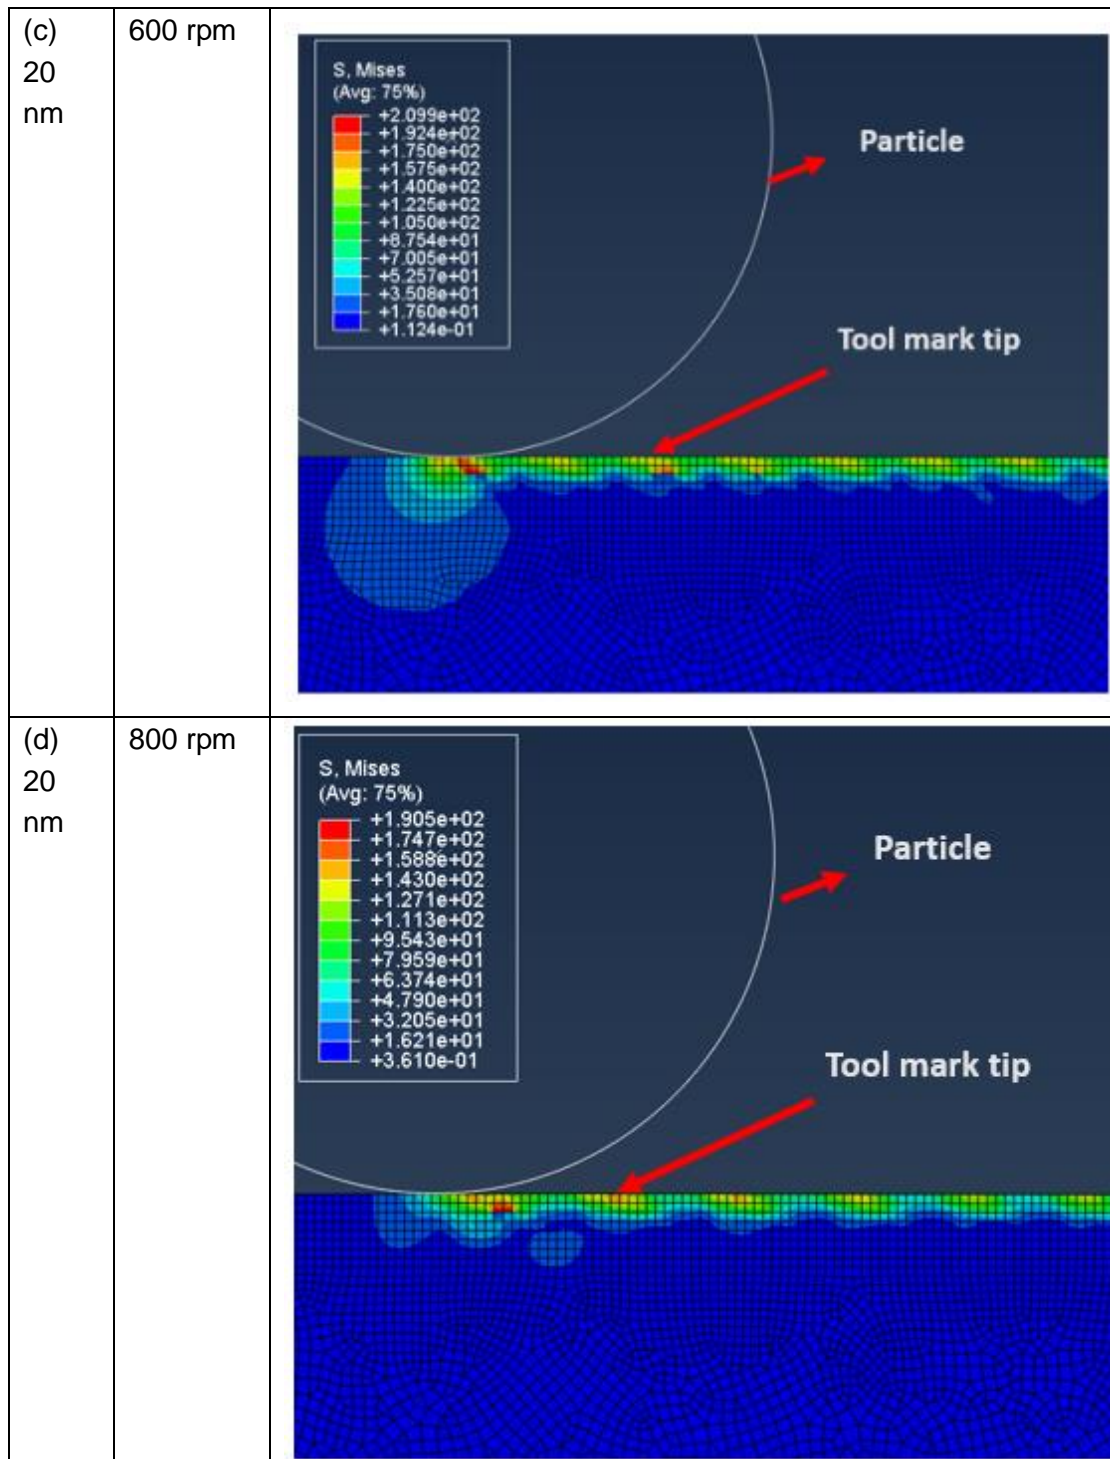 (c)
20
nm
600 rpm
S, Mises
(Avg: 75%)
+2.099e+02
+1.924e+02
+1.750e+02
+1.575e+02
+1.400e+02
+1.225e+02
+1.050e+02
+8.754e+01
+7.005e+01
+5.257e+01
+3.508e+01
+1.760e+01
+1.124e-01
Particle
Tool mark tip
(d)
20
nm
800 rpm
S, Mises
(Avg: 75%)
+1.905e+02
+1.747e+02
+1.588e+02
+1.430e+02
+1.271e+02
+1.113e+02
+9.543e+01
+7.959e+01
+6.374e+01
+4.790e+01
+3.205e+01
+1.621e+01
+3.610e-01
Particle
Tool mark tip